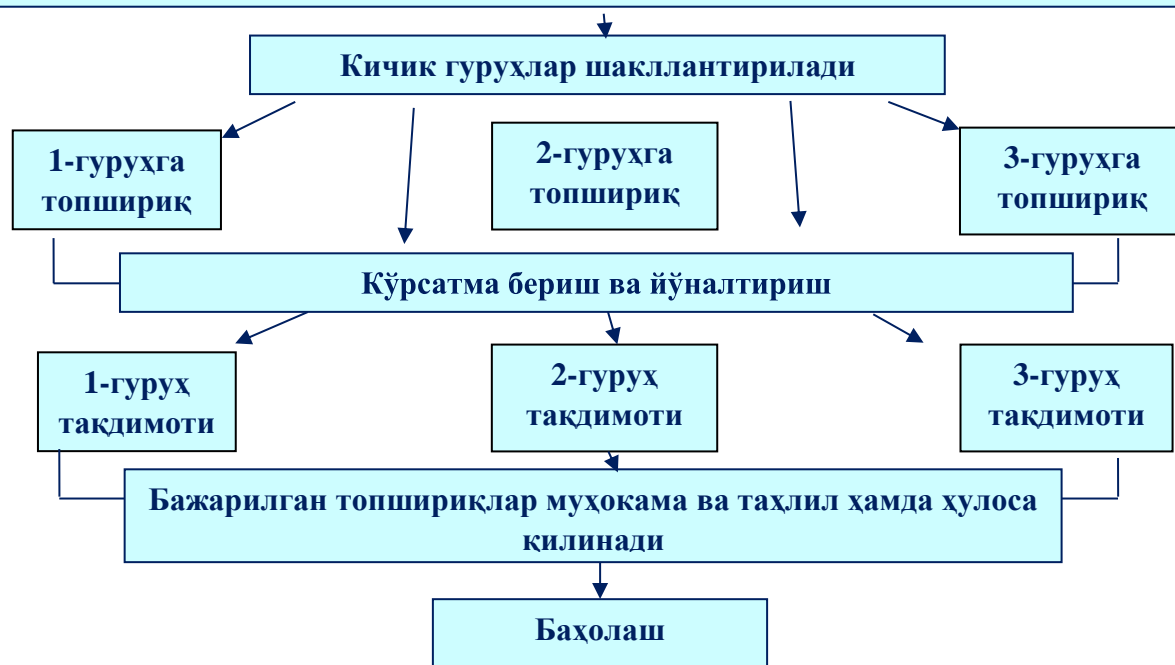 Кичик гуруҳлар шакллантирилади
1-гуруҳга
топшириқ
2-гуруҳга
топшириқ
3-гуруҳга
топшириқ
Кўрсатма бериш ва йўналтириш
1-гуруҳ
тақдимоти
2-гуруҳ
тақдимоти
3-гуруҳ
тақдимоти
Бажарилган топшириқлар муҳокама ва таҳлил ҳамда ҳулоса
қилинади
Баҳолаш